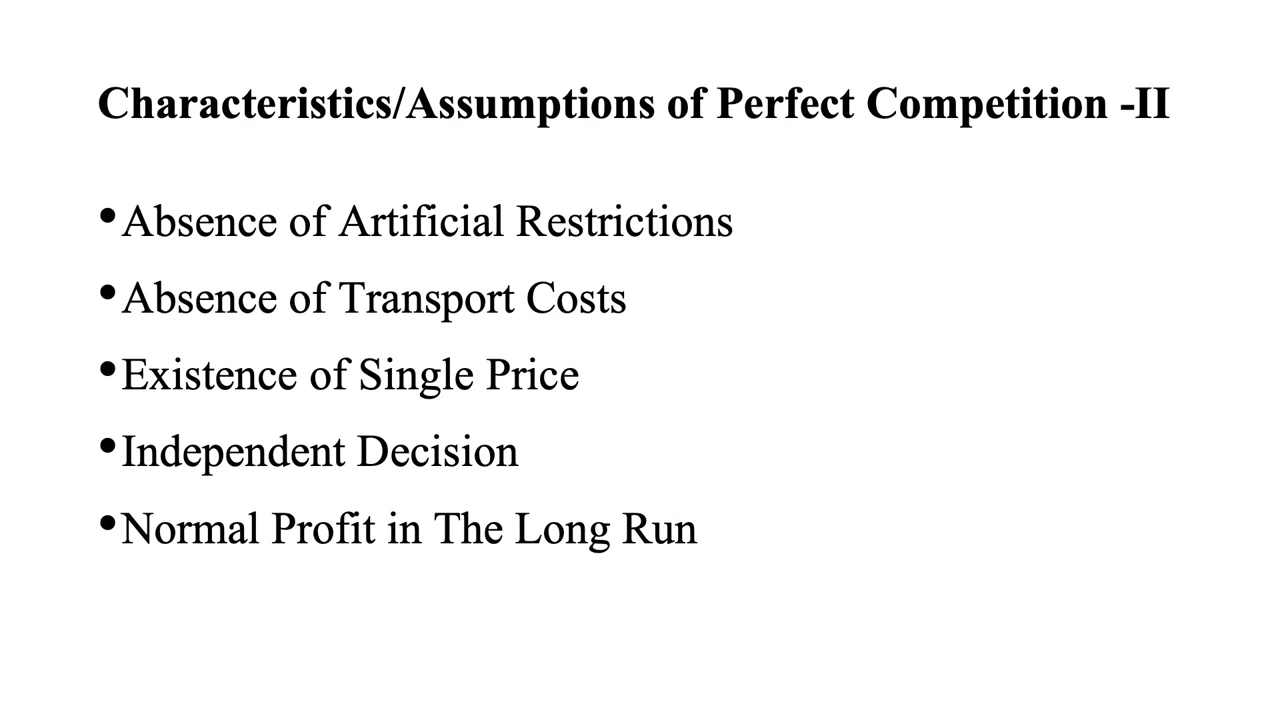 Characteristics/Assumptions of Perfect Competition -II
•Absence of Artificial Restrictions
•Absence of Transport Costs
•Existence of Single Price
•Independent Decision
•Normal Profit in The Long Run